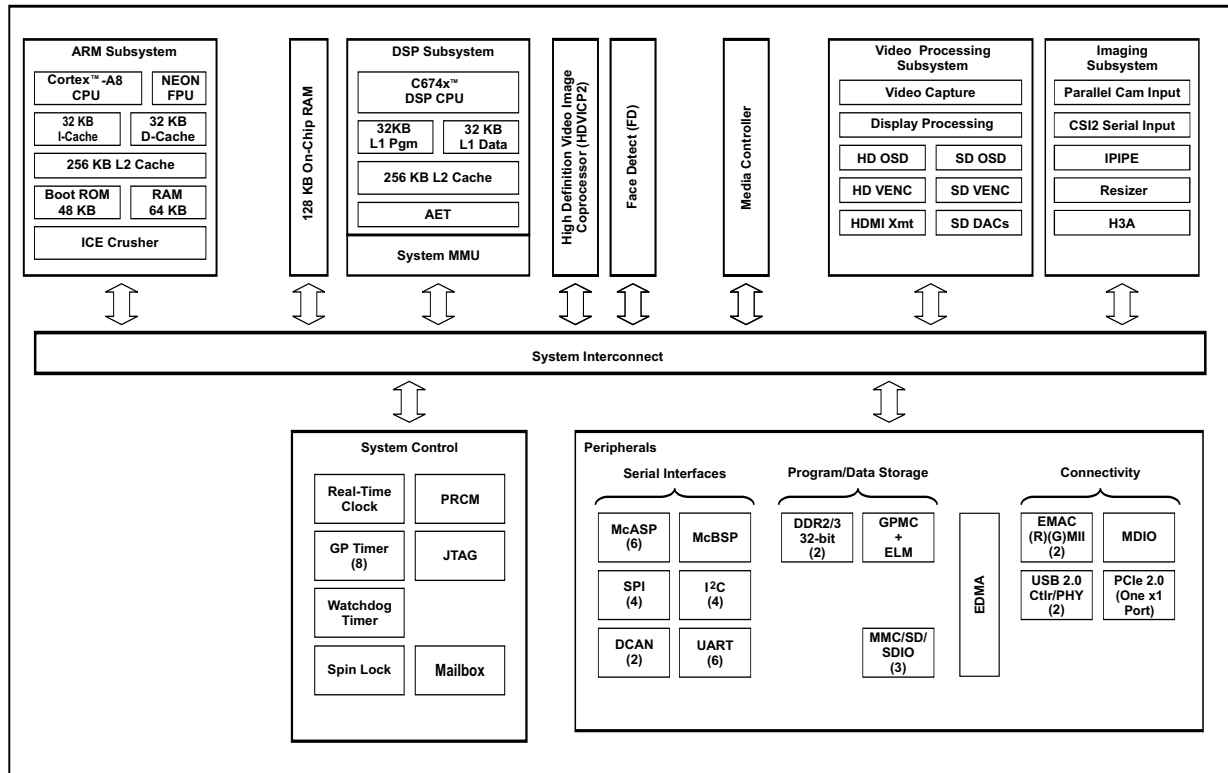 ARM Subsystem
Cortex™-A8
CPU
NEON
FPU
32 KB
I-Cache
32 KB
D-Cache
256 KB L2 Cache
Boot ROM
48 KB
RAM
64 KB
ICE Crusher
128 KB On-Chip RAM
DSP Subsystem
C674x™
DSP CPU
32KB
L1 Pgm
32 KB
L1 Data
256 KB L2 Cache
AET
System MMU
High Definition Video Image
Coprocessor (HDVICP2)
Face Detect (FD)
Media Controller
Video Processing
Subsystem
Video Capture
Display Processing
HD OSD
SD OSD
HD VENC
SD VENC
HDMI Xmt
SD DACs
Imaging
Subsystem
Parallel Cam Input
CSI2 Serial Input
IPIPE
Resizer
H3A
System Interconnect
System Control
Real-Time
Clock
PRCM
GP Timer
(8)
JTAG
Watchdog
Timer
Spin Lock
Mailbox
Peripherals
Serial Interfaces
McASP
(6)
McBSP
SPI
(4)
I²C
(4)
DCAN
(2)
UART
(6)
Program/Data Storage
DDR2/3
32-bit
(2)
GPMC
+
ELM
MMC/SD/
SDIO
(3)
EDMA
Connectivity
EMAC
(R)(G)MII
(2)
MDIO
USB 2.0
Ctlr/PHY
(2)
PCIe 2.0
(One x1
Port)